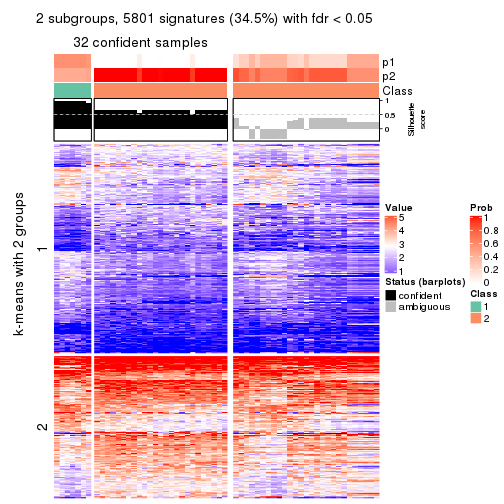 2 subgroups, 5801 signatures (34.5%) with fdr < 0.05
32 confident samples
p1
p2
Class
1
0.5
0
Silhouette
score
k-means with 2 groups
1
2
Value
5
4
3
2
1
Status (barplots)
confident
ambiguous
Prob
1
0.8
0.6
0.4
0.2
0
Class
1
2